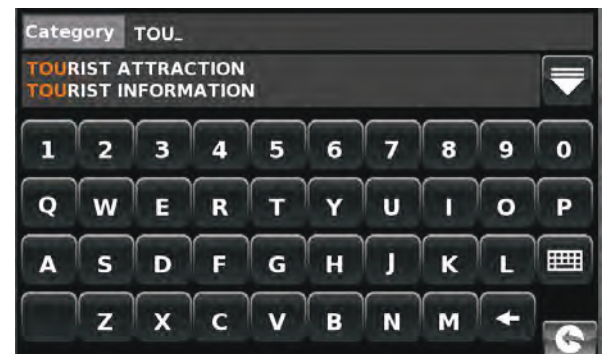 Category TOU_
TOURIST ATTRACTION
TOURIST INFORMATION
1 2 3 4 5 6 7 8 9 0
Q W E R T Y U I O P
A S D F G H J K L
Z X C V B N M